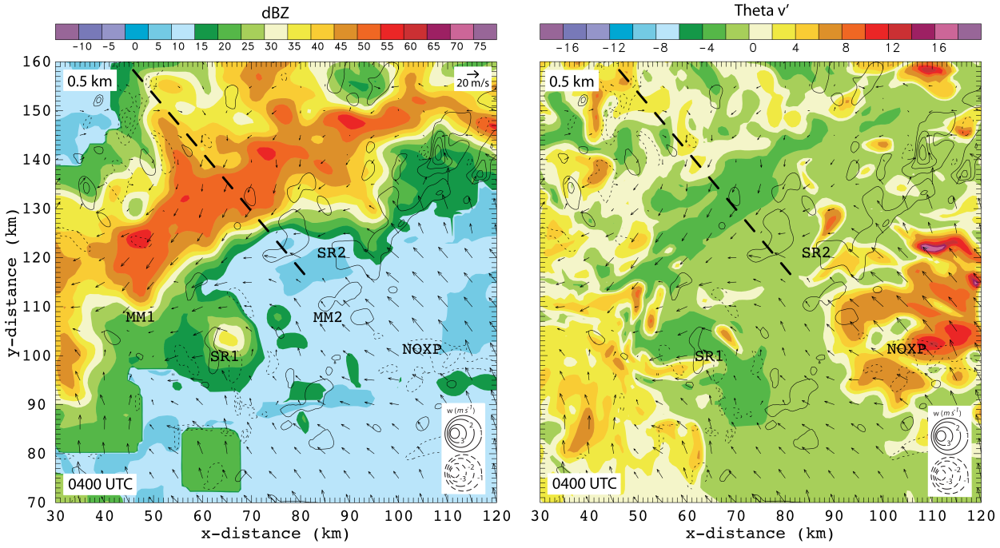 dBZ
-10 -5 0 5 10 15 20 25 30 35 40 45 50 55 60 65 70 75
160
150
140
130
120
110
100
90
80
70
y-distance (km)
0.5 km
20 m/s
SR2
MM1
MM2
SR1
NOXP
w (m s⁻¹)
2
3
-2
-3
0400 UTC
30 40 50 60 70 80 90 100 110 120
x-distance (km)
Theta v’
-16 -12 -8 -4 0 4 8 12 16
0.5 km
SR2
SR1
NOXP
w (m s⁻¹)
2
3
-2
-3
0400 UTC
30 40 50 60 70 80 90 100 110 120
x-distance (km)